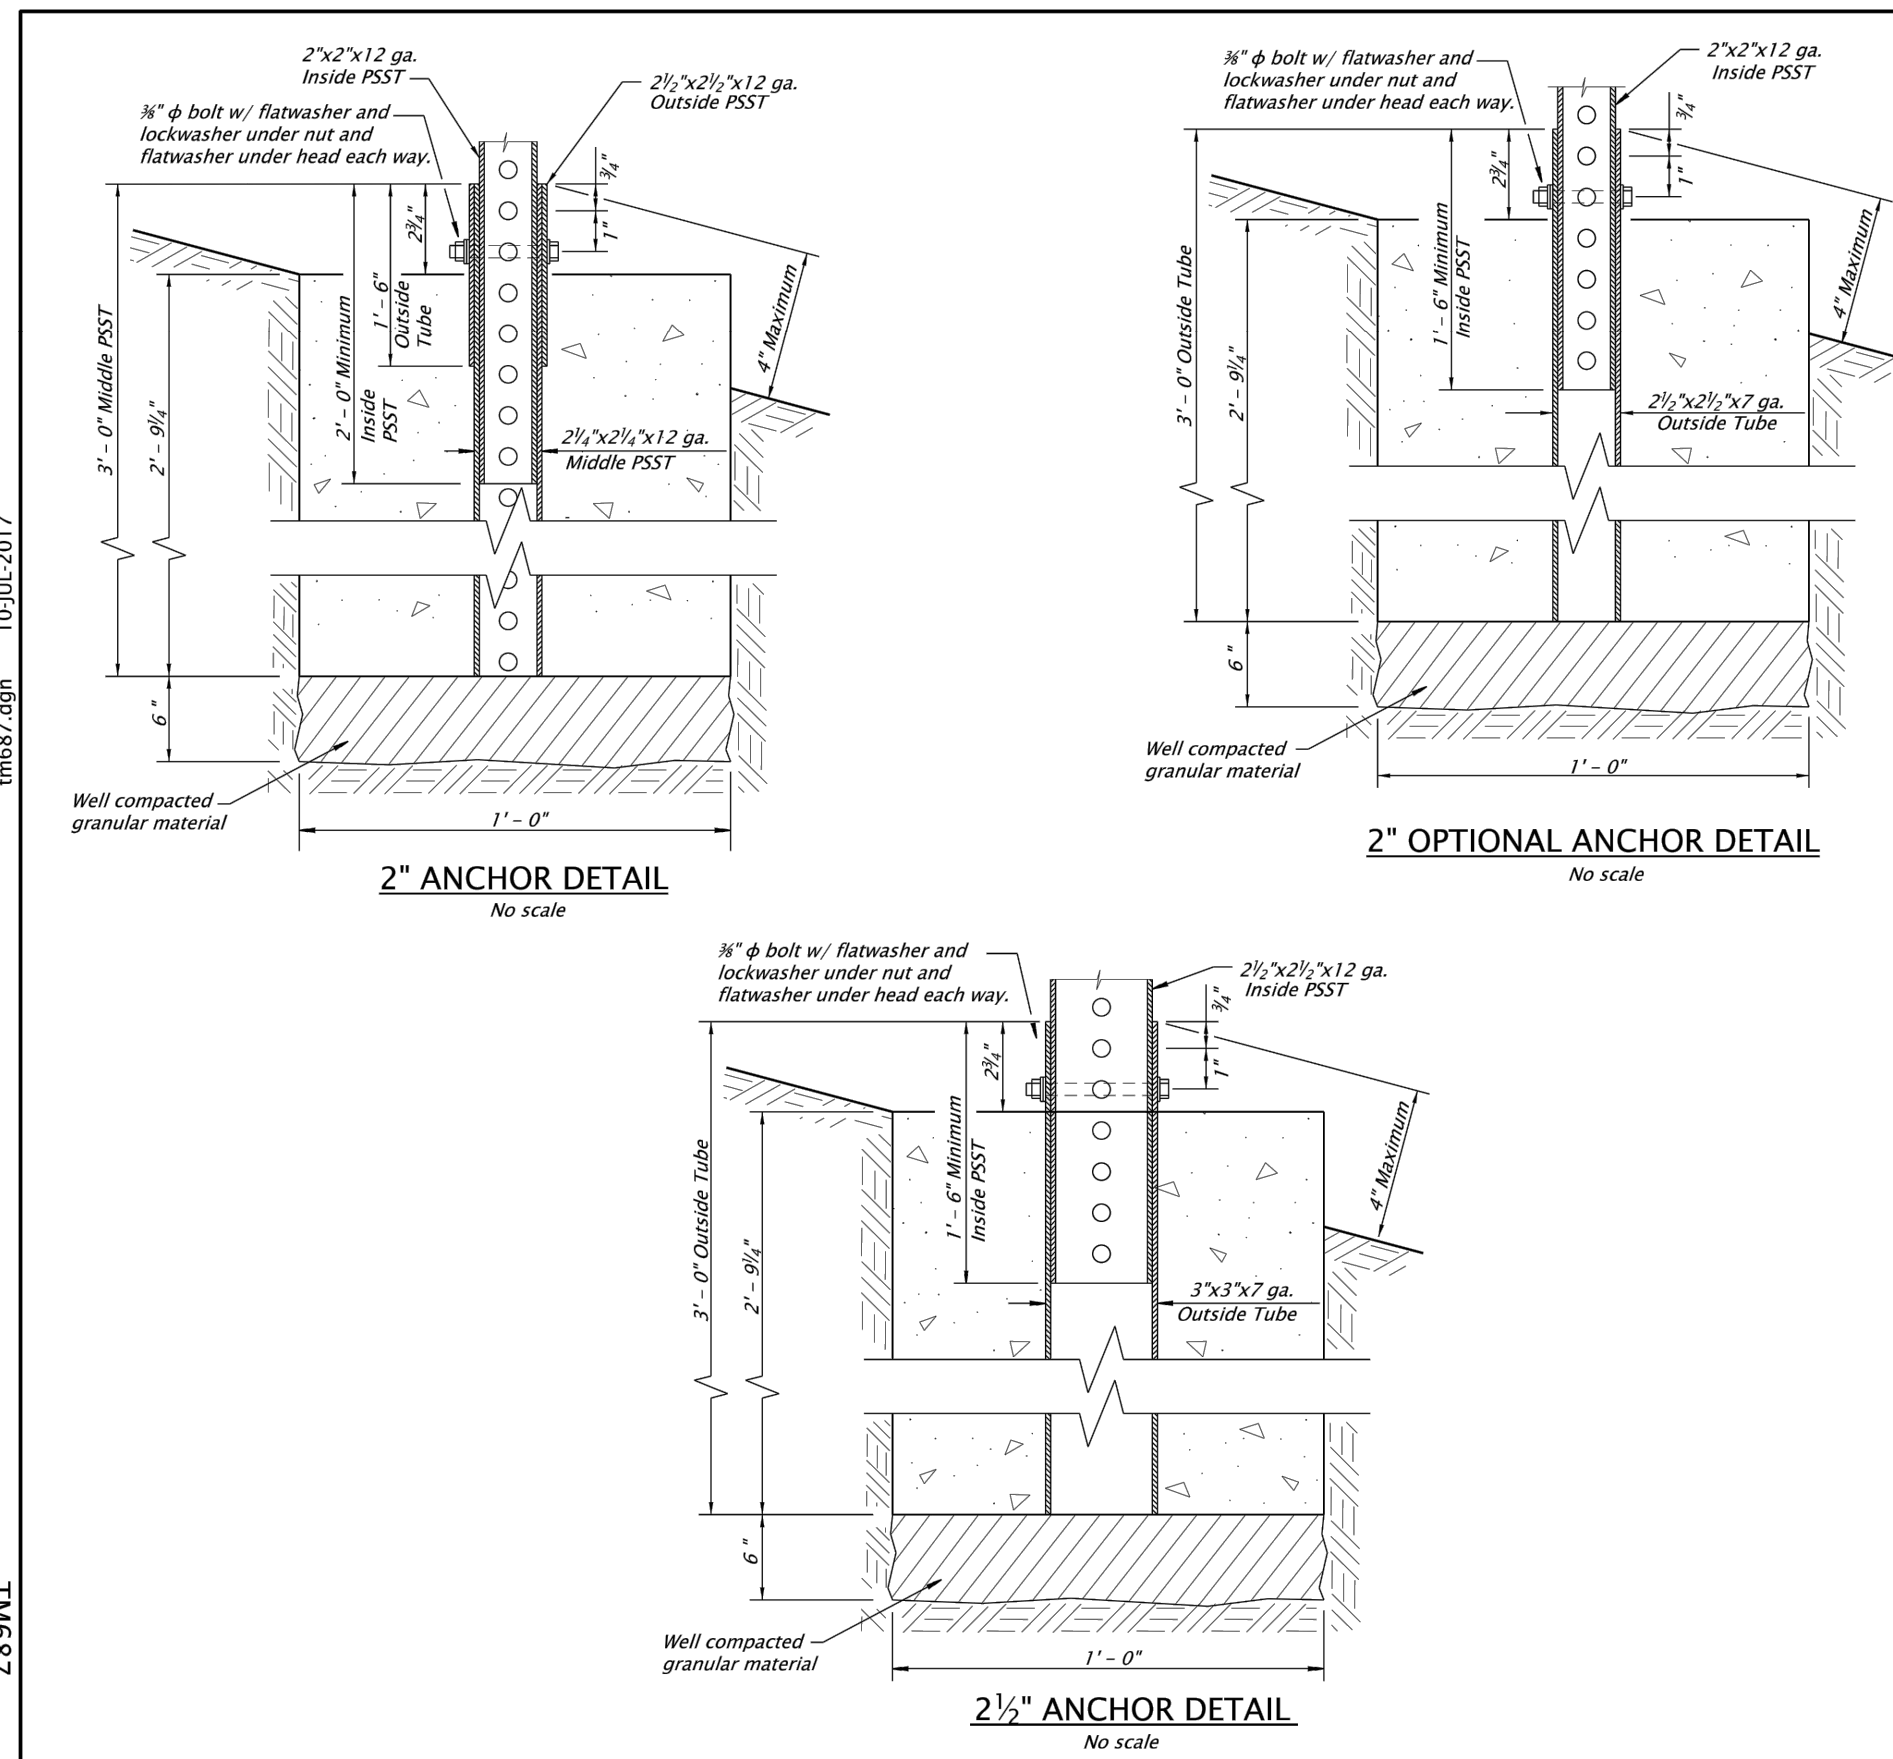 2"x2"x12 ga.
Inside PSST
2½"x2½"x12 ga.
Outside PSST
⅜" ϕ bolt w/ flatwasher and
lockwasher under nut and
flatwasher under head each way.
¾"
1"
2¾"
4" Maximum
1' - 6"
Outside
Tube
2' - 0" Minimum
Inside
PSST
3' - 0" Middle PSST
2' - 9¼"
2¼"x2¼"x12 ga.
Middle PSST
6"
Well compacted
granular material
1' - 0"
2" ANCHOR DETAIL
No scale
⅜" ϕ bolt w/ flatwasher and
lockwasher under nut and
flatwasher under head each way.
2"x2"x12 ga.
Inside PSST
¾"
1"
2¾"
4" Maximum
1' - 6" Minimum
Inside PSST
3' - 0" Outside Tube
2' - 9¼"
2½"x2½"x7 ga.
Outside Tube
6"
Well compacted
granular material
1' - 0"
2" OPTIONAL ANCHOR DETAIL
No scale
⅜" ϕ bolt w/ flatwasher and
lockwasher under nut and
flatwasher under head each way.
2½"x2½"x12 ga.
Inside PSST
¾"
1"
2¾"
4" Maximum
1' - 6" Minimum
Inside PSST
3' - 0" Outside Tube
2' - 9¼"
3"x3"x7 ga.
Outside Tube
6"
Well compacted
granular material
1' - 0"
2½" ANCHOR DETAIL
No scale
tm687.dgn 10-JUL-2017
TM687